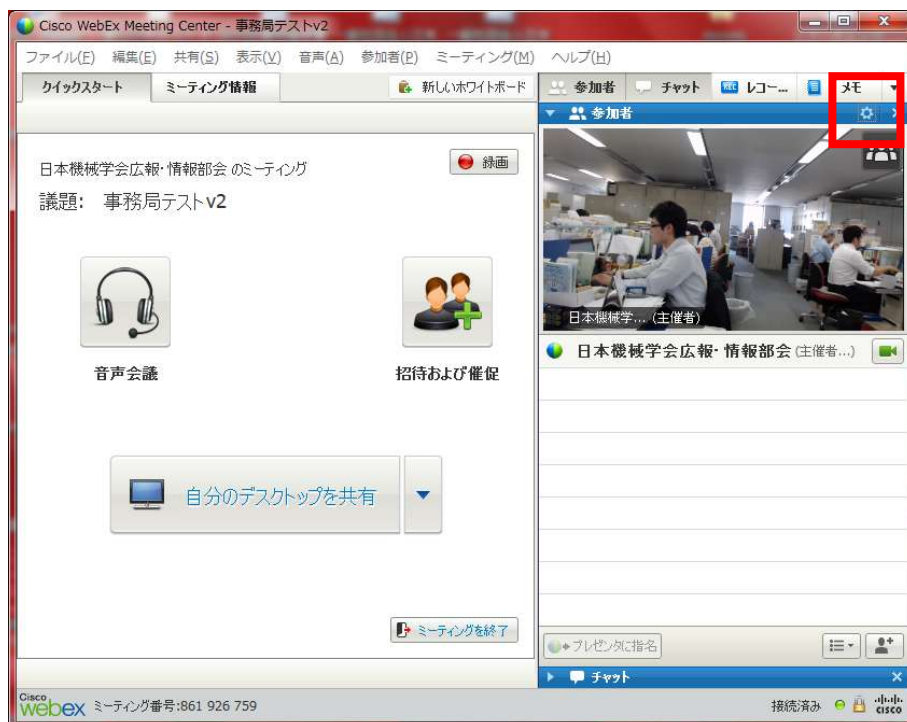 Cisco WebEx Meeting Center - 事務局テストv2
ファイル(F) 編集(E) 共有(S) 表示(V) 音声(A) 参加者(P) ミーティング(M) ヘルプ(H)
クイックスタート ミーティング情報 新しいホワイトボード
参加者 チャット REC レコー... メモ
参加者
日本機械学会広報・情報部会 のミーティング
録画
議題: 事務局テストv2
日本機械学... (主催者)
日本機械学会広報・情報部会 (主催者...)
音声会議 招待および催促
自分のデスクトップを共有
ミーティングを終了
プレゼンタに指名
チャット
Cisco webex ミーティング番号:861 926 759
接続済み
CISCO